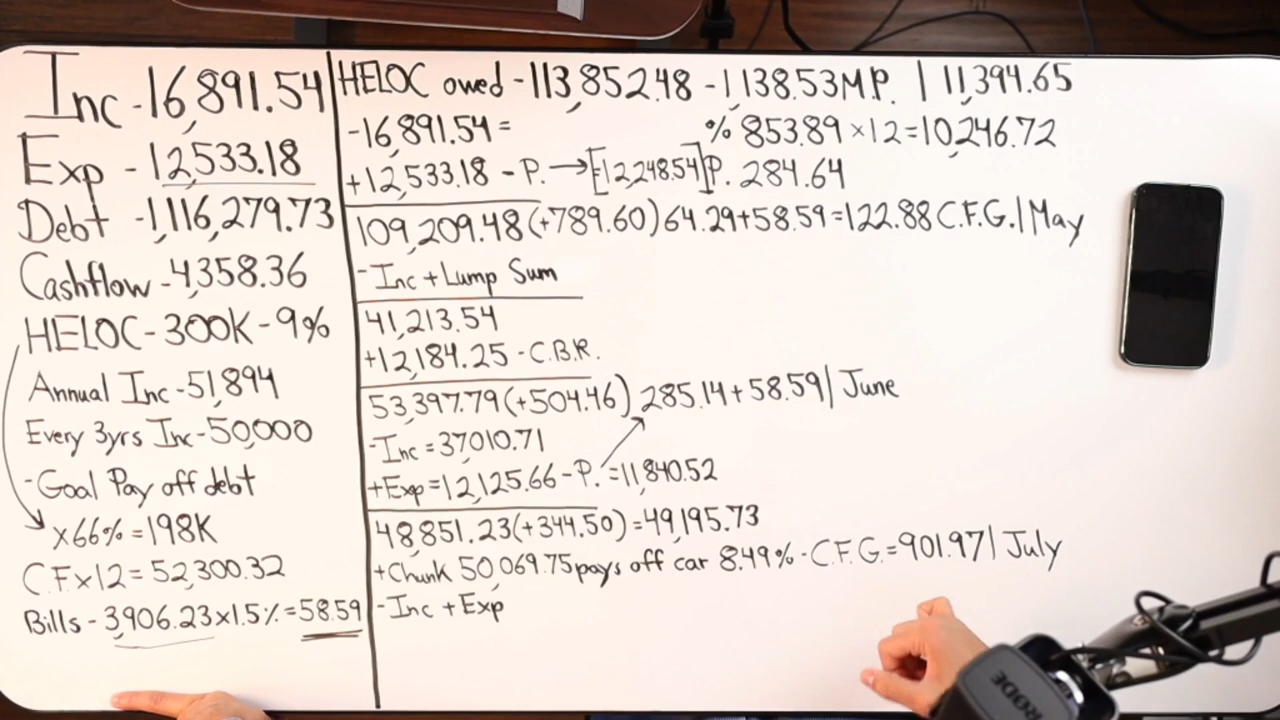 Inc - 16,891.54
Exp - 12,533.18
Debt - 1,116,279.73
Cashflow - 4,358.36
HELOC - 300K - 9%
Annual Inc - 51,894
Every 3yrs Inc - 50,000
- Goal Pay off debt
x66% = 198K
C.F x 12 = 52,300.32
Bills - 3,906.23 x 1.5% = 58.59
HELOC owed - 113,852.48 - 1,138.53 M.P. | 11,394.65
- 16,891.54 =
% 853.89 x 12 = 10,246.72
+12,533.18 - P. → [12,248.54] P. 284.64
109,209.48 (+789.60) 64.29 + 58.59 = 122.88 C.F.G. | May
- Inc + Lump Sum
41,213.54
+12,184.25 - C.B.R.
53,397.79 (+504.46) 285.14 + 58.59 | June
- Inc = 37010.71
+Exp = 12,125.66 - P. = 11,840.52
48,851.23 (+344.50) = 49,195.73
+Chunk 50,069.75 pays off car 8.49% - C.F.G = 901.97 | July
- Inc + Exp
RØDE